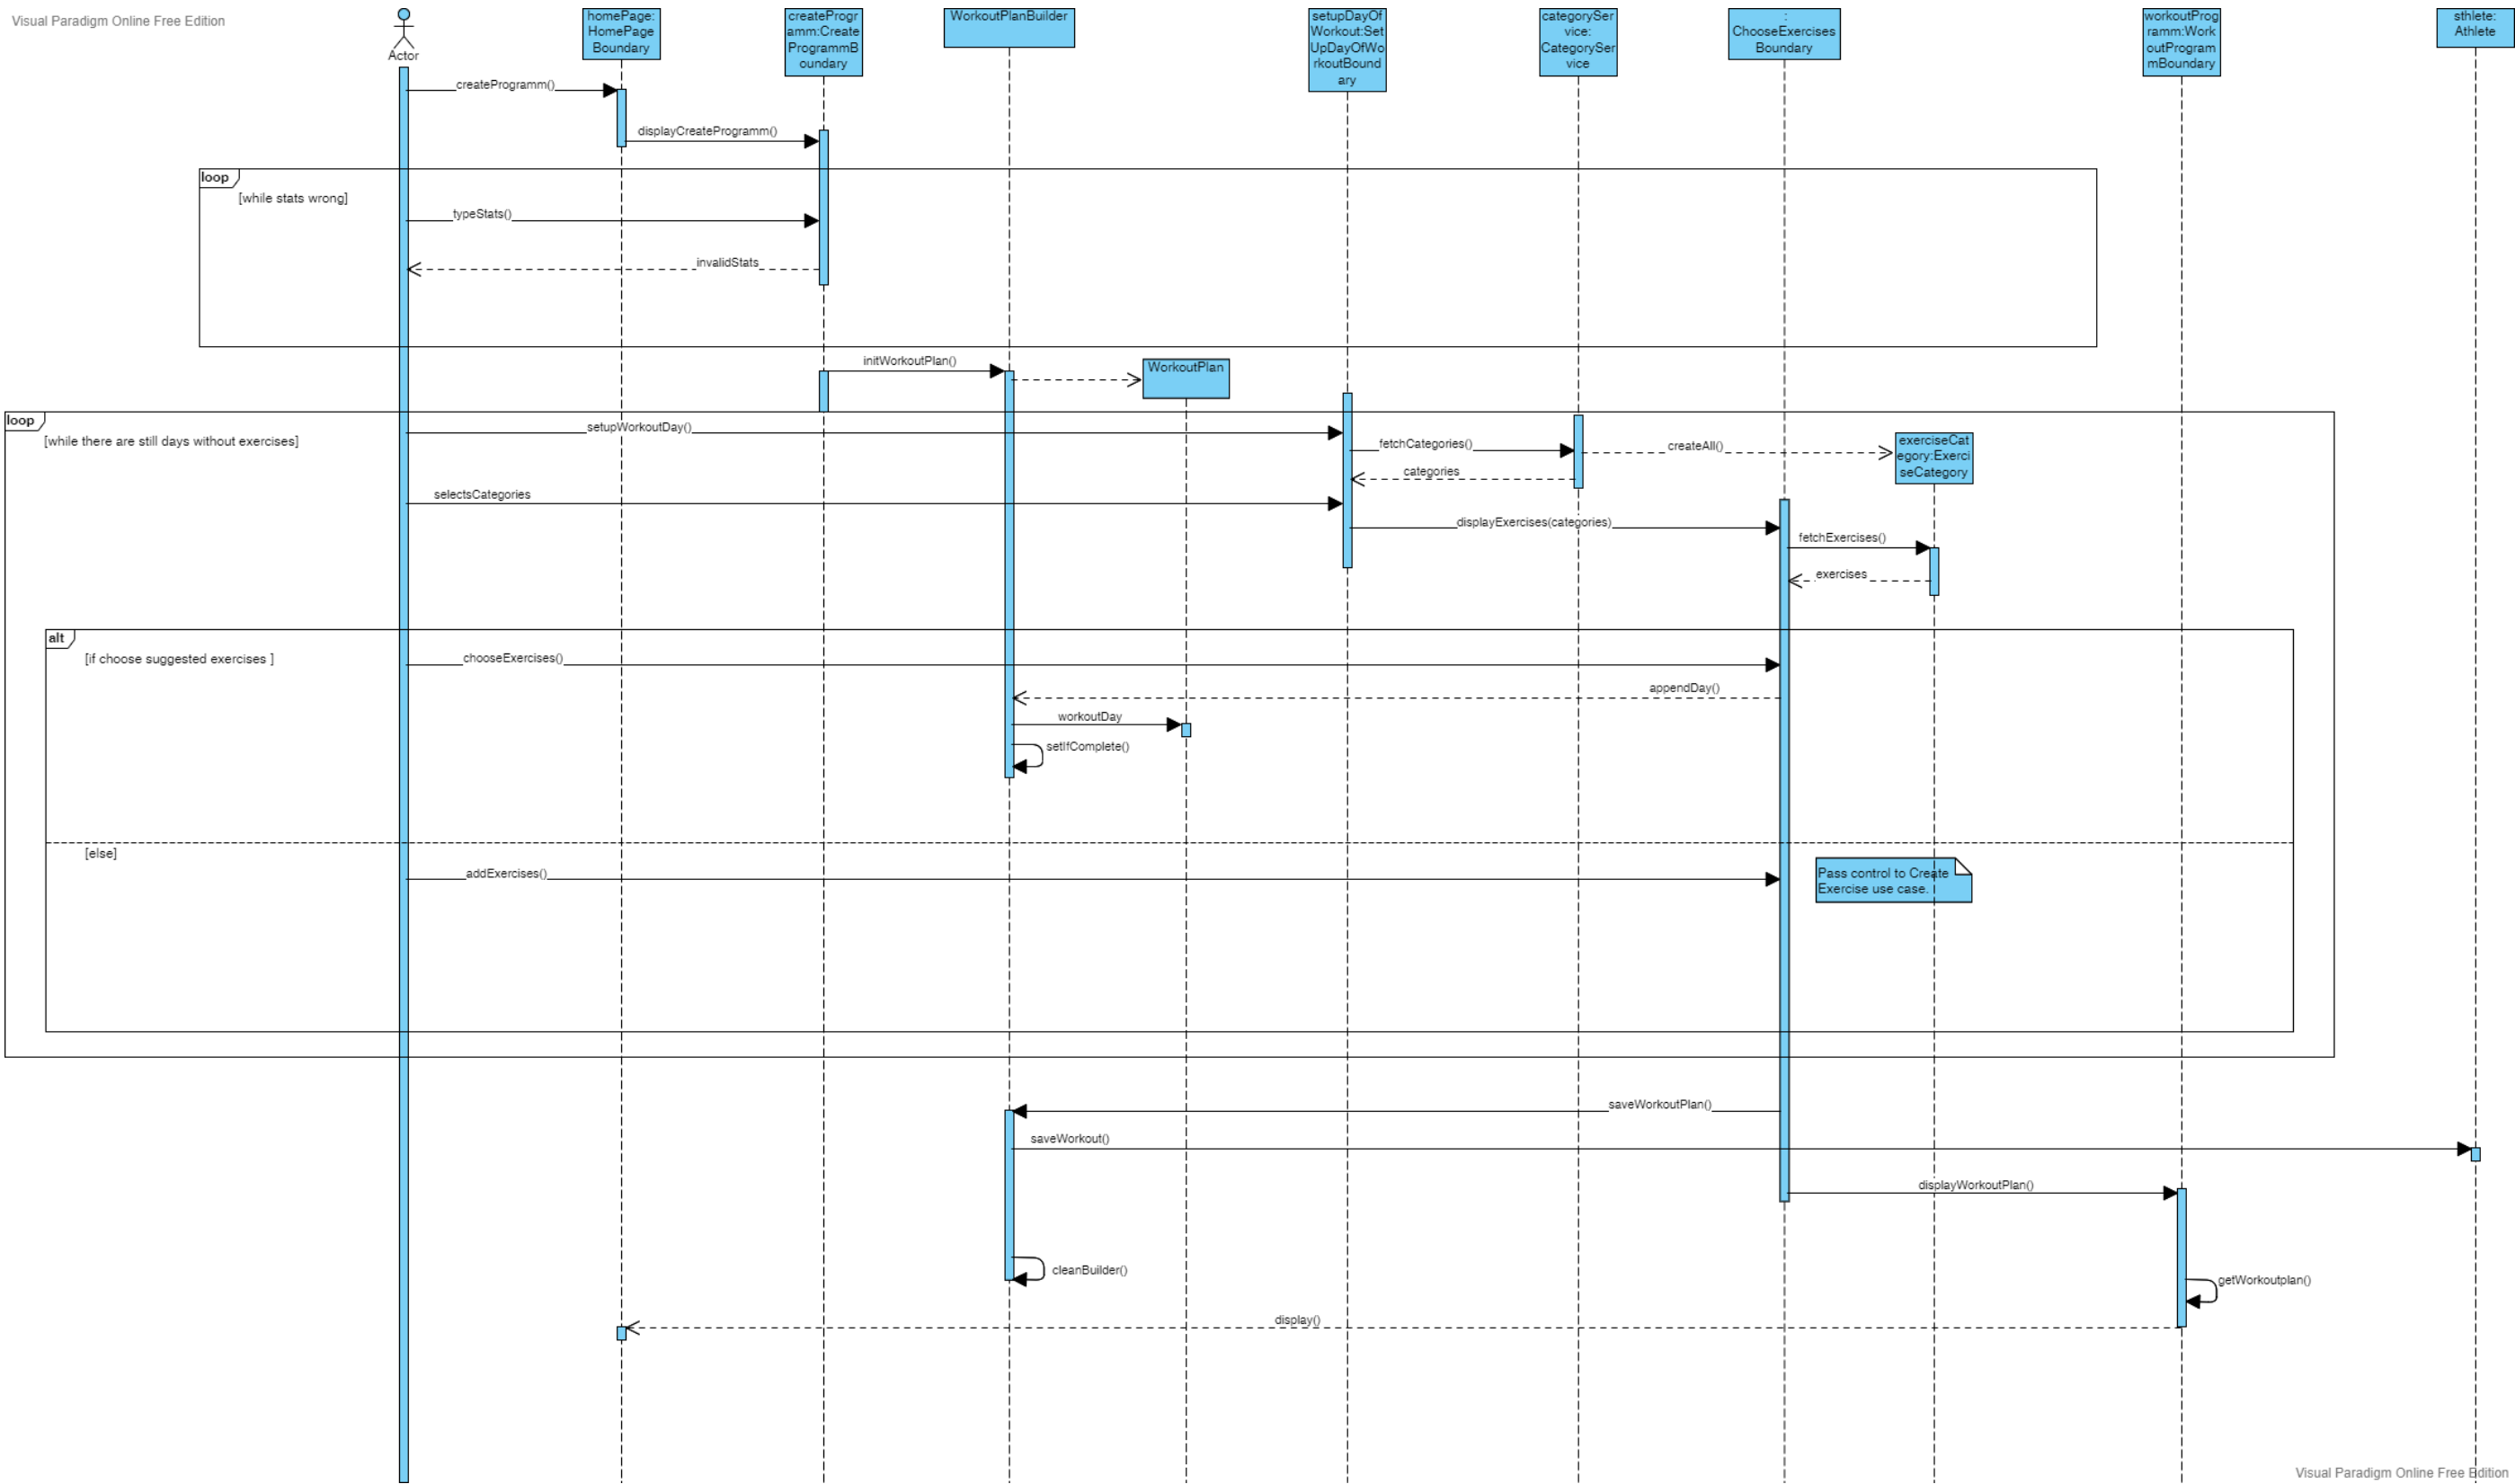 Visual Paradigm Online Free Edition
Actor
homePage:
HomePage
Boundary
createProgr
amm:Create
ProgrammB
oundary
WorkoutPlanBuilder
setupDayOf
Workout:Set
UpDayOfWo
rkoutBound
ary
categorySer
vice:
CategorySer
vice
:
ChooseExercises
Boundary
workoutProg
ramm:Work
outProgram
mBoundary
sthlete:
Athlete
createProgramm()
displayCreateProgramm()
loop
[while stats wrong]
typeStats()
invalidStats
initWorkoutPlan()
WorkoutPlan
loop
[while there are still days without exercises]
setupWorkoutDay()
fetchCategories()
createAll()
exerciseCat
egory:Exerci
seCategory
categories
selectsCategories
displayExercises(categories)
fetchExercises()
exercises
alt
[if choose suggested exercises ]
chooseExercises()
appendDay()
workoutDay
setIfComplete()
[else]
addExercises()
Pass control to Create
Exercise use case.
saveWorkoutPlan()
saveWorkout()
displayWorkoutPlan()
cleanBuilder()
getWorkoutplan()
display()
Visual Paradigm Online Free Edition